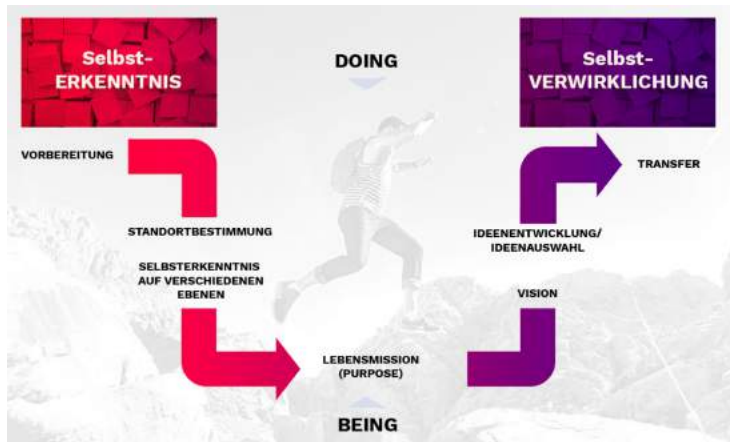 Selbst-
ERKENNTNIS
DOING
Selbst-
VERWIRKLICHUNG
VORBEREITUNG
TRANSFER
STANDORTBESTIMMUNG
IDEENENTWICKLUNG/
IDEENAUSWAHL
SELBSTERKENNTNIS
AUF VERSCHIEDENEN
EBENEN
VISION
LEBENSMISSION
(PURPOSE)
BEING